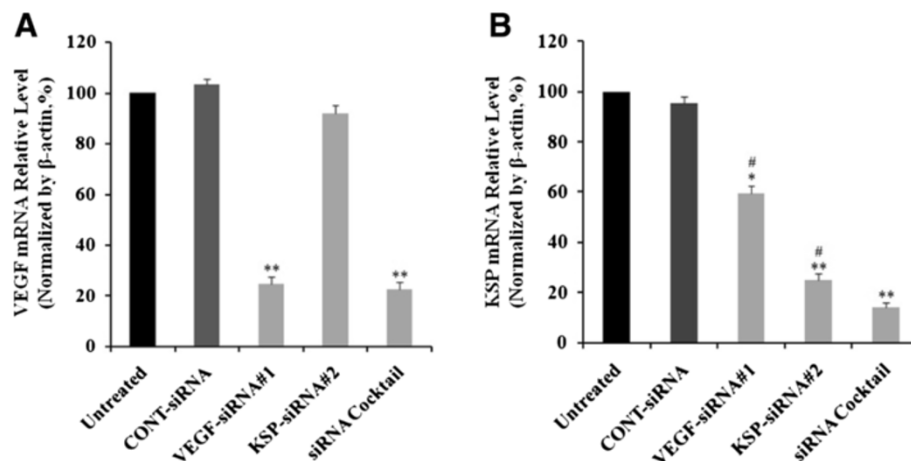 A
VEGF mRNA Relative Level
(Normalized by β-actin,%)
120
100
80
60
40
20
0
**
**
Untreated
CONT-siRNA
VEGF-siRNA#1
KSP-siRNA#2
siRNA Cocktail
B
KSP mRNA Relative Level
(Normalized by β-actin,%)
120
100
80
60
40
20
0
#
*
#
**
**
Untreated
CONT-siRNA
VEGF-siRNA#1
KSP-siRNA#2
siRNA Cocktail